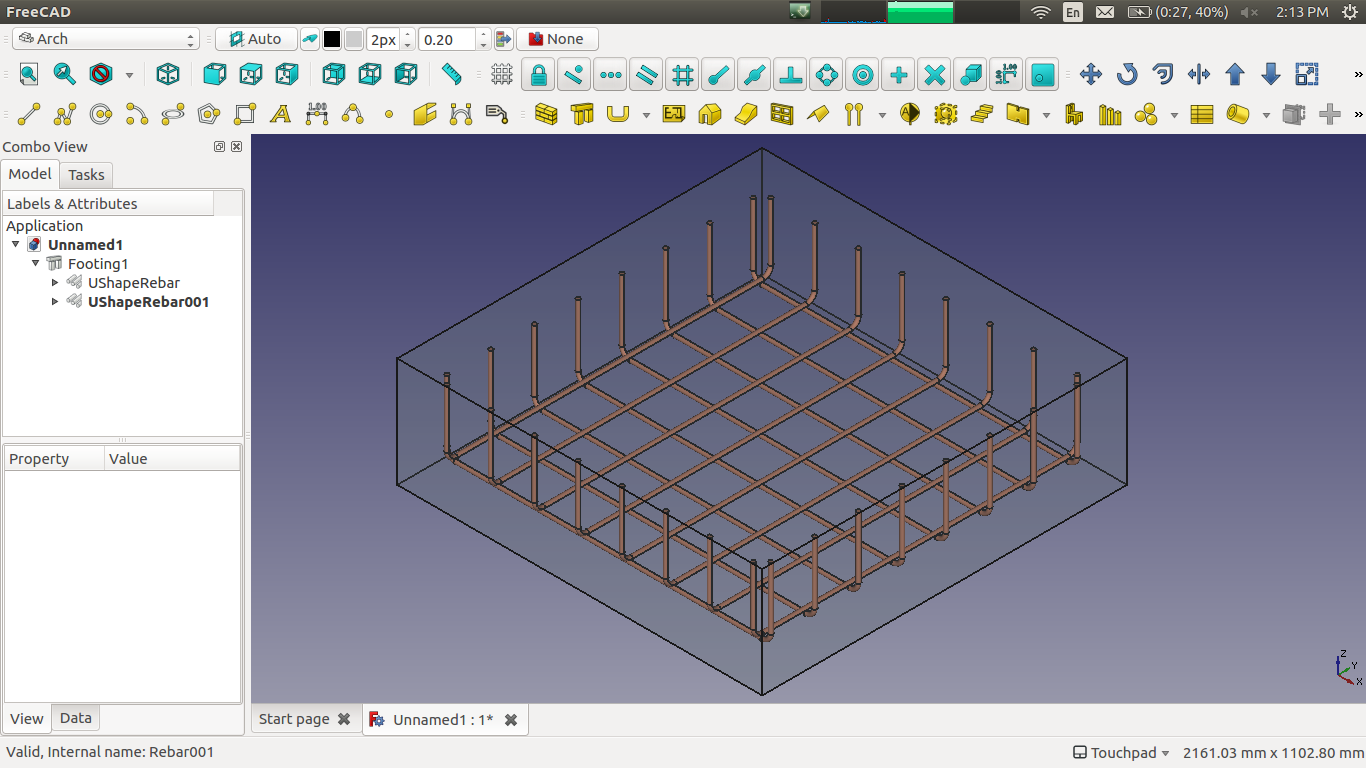 FreeCAD
En
(0:27, 40%)
2:13 PM
Arch
Auto
2px
0.20
None
»
1.00
1.00
»
Combo View
Model
Tasks
Labels & Attributes
Application
Unnamed1
Footing1
UShapeRebar
UShapeRebar001
Property
Value
Z
Y
X
View
Data
Start page
Unnamed1 : 1*
Valid, Internal name: Rebar001
Touchpad
2161.03 mm x 1102.80 mm